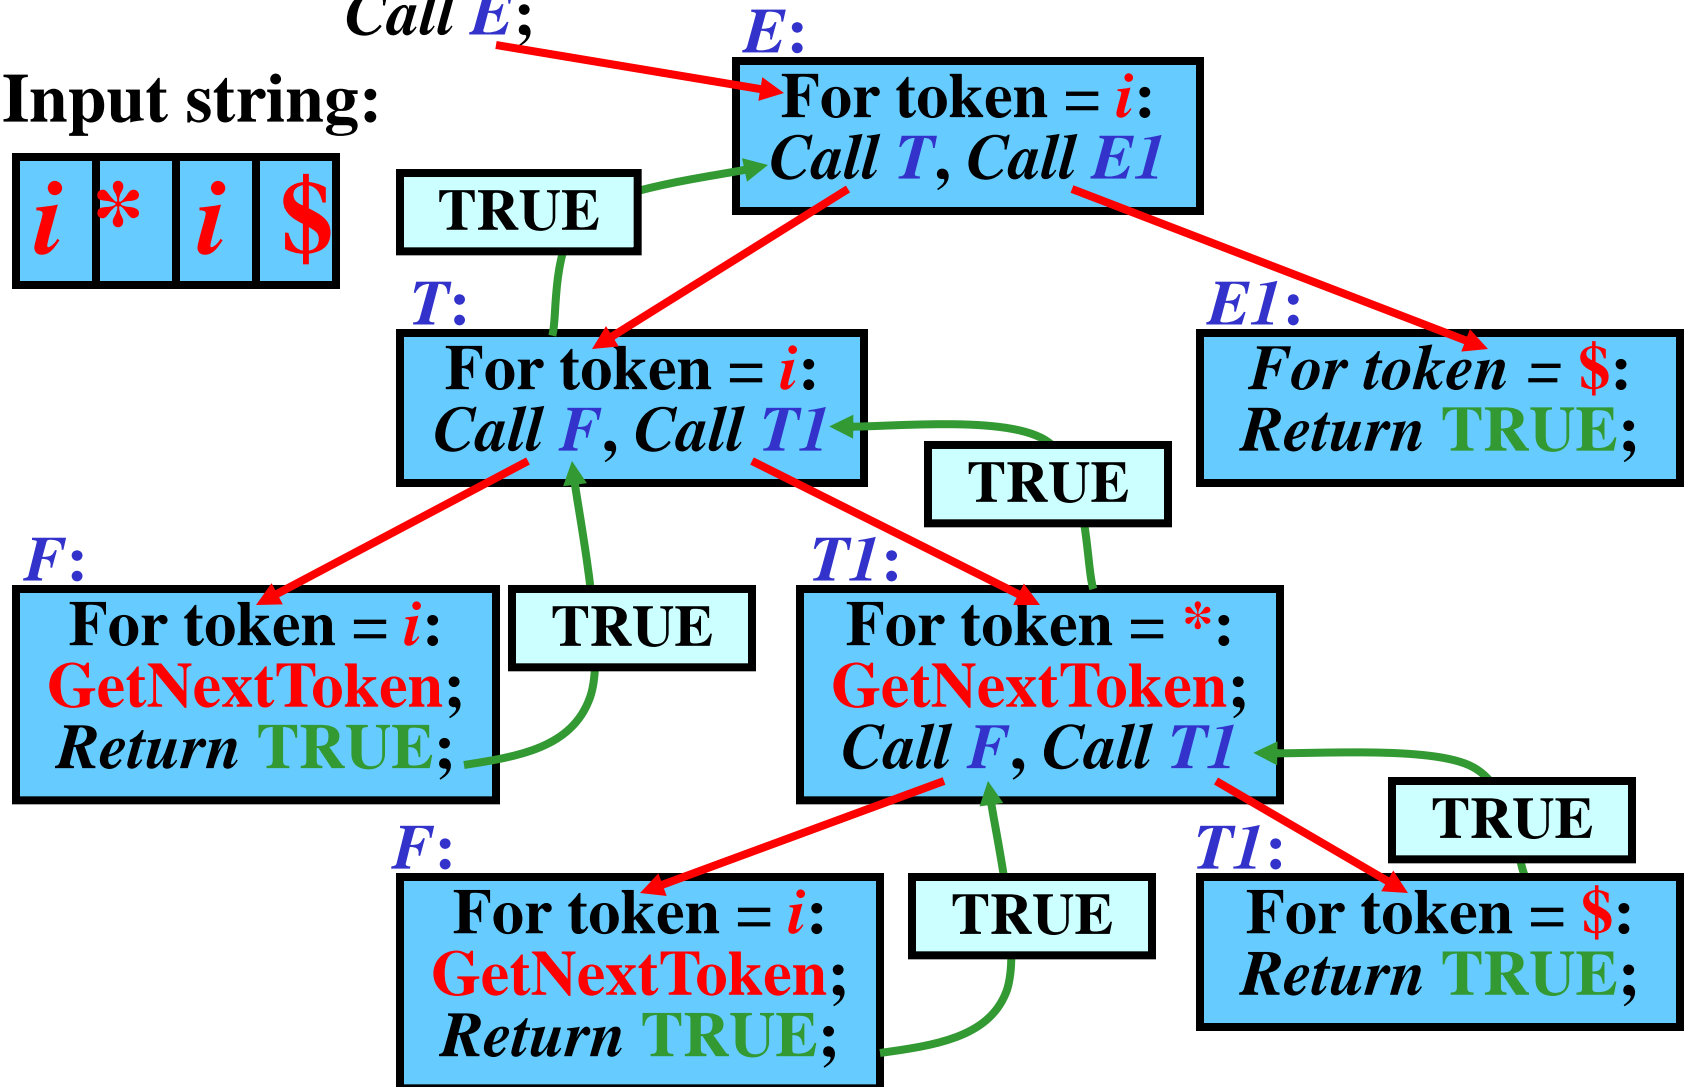 Call E;
E:
Input string:
For token = i:
Call T, Call E1
i * i $
TRUE
T:
E1:
For token = i:
Call F, Call T1
For token = $:
Return TRUE;
TRUE
F:
T1:
For token = i:
GetNextToken;
Return TRUE;
TRUE
For token = *:
GetNextToken;
Call F, Call T1
TRUE
F:
T1:
For token = i:
GetNextToken;
Return TRUE;
TRUE
For token = $:
Return TRUE;